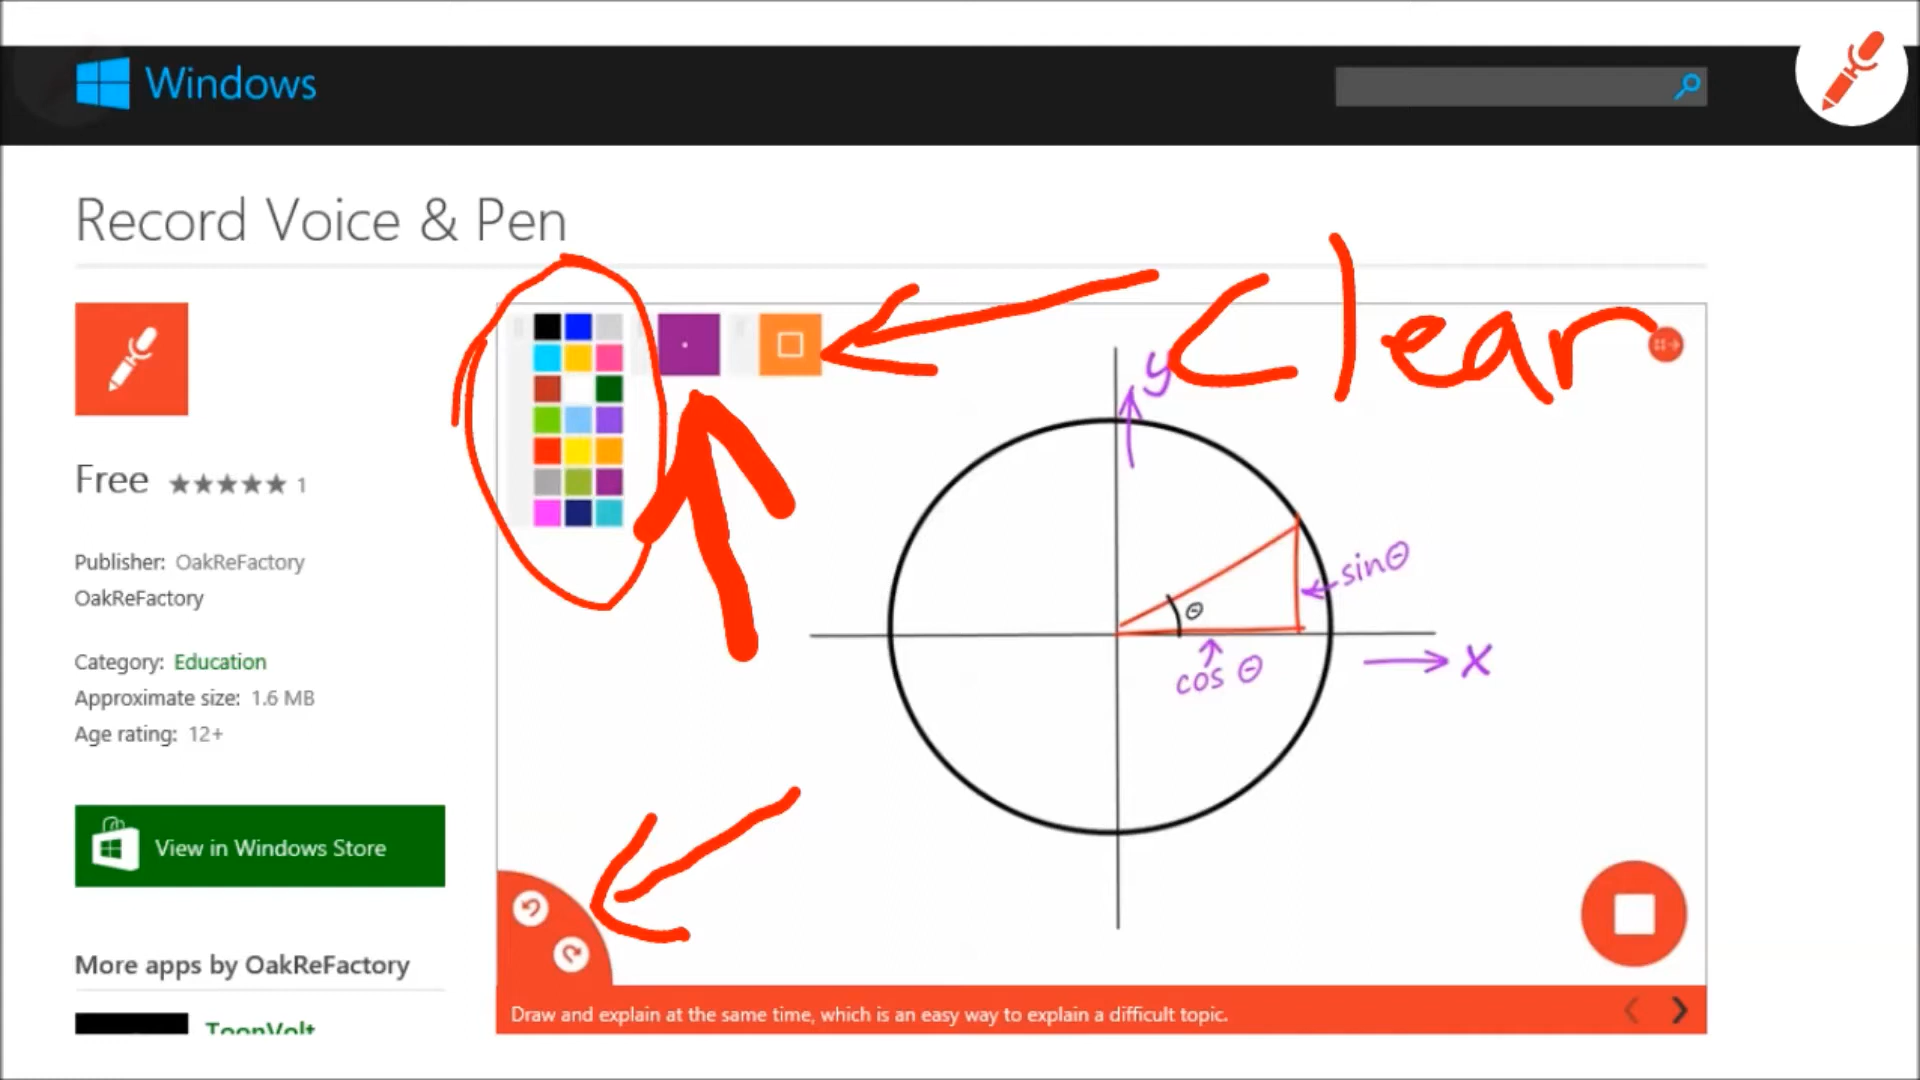 Windows
Record Voice & Pen
clear
Free 1
Publisher: OakReFactory
OakReFactory
Category: Education
Approximate size: 1.6 MB
Age rating: 12+
View in Windows Store
More apps by OakReFactory
ToonVolt
y
sinθ
θ
cos θ
x
Draw and explain at the same time, which is an easy way to explain a difficult topic.